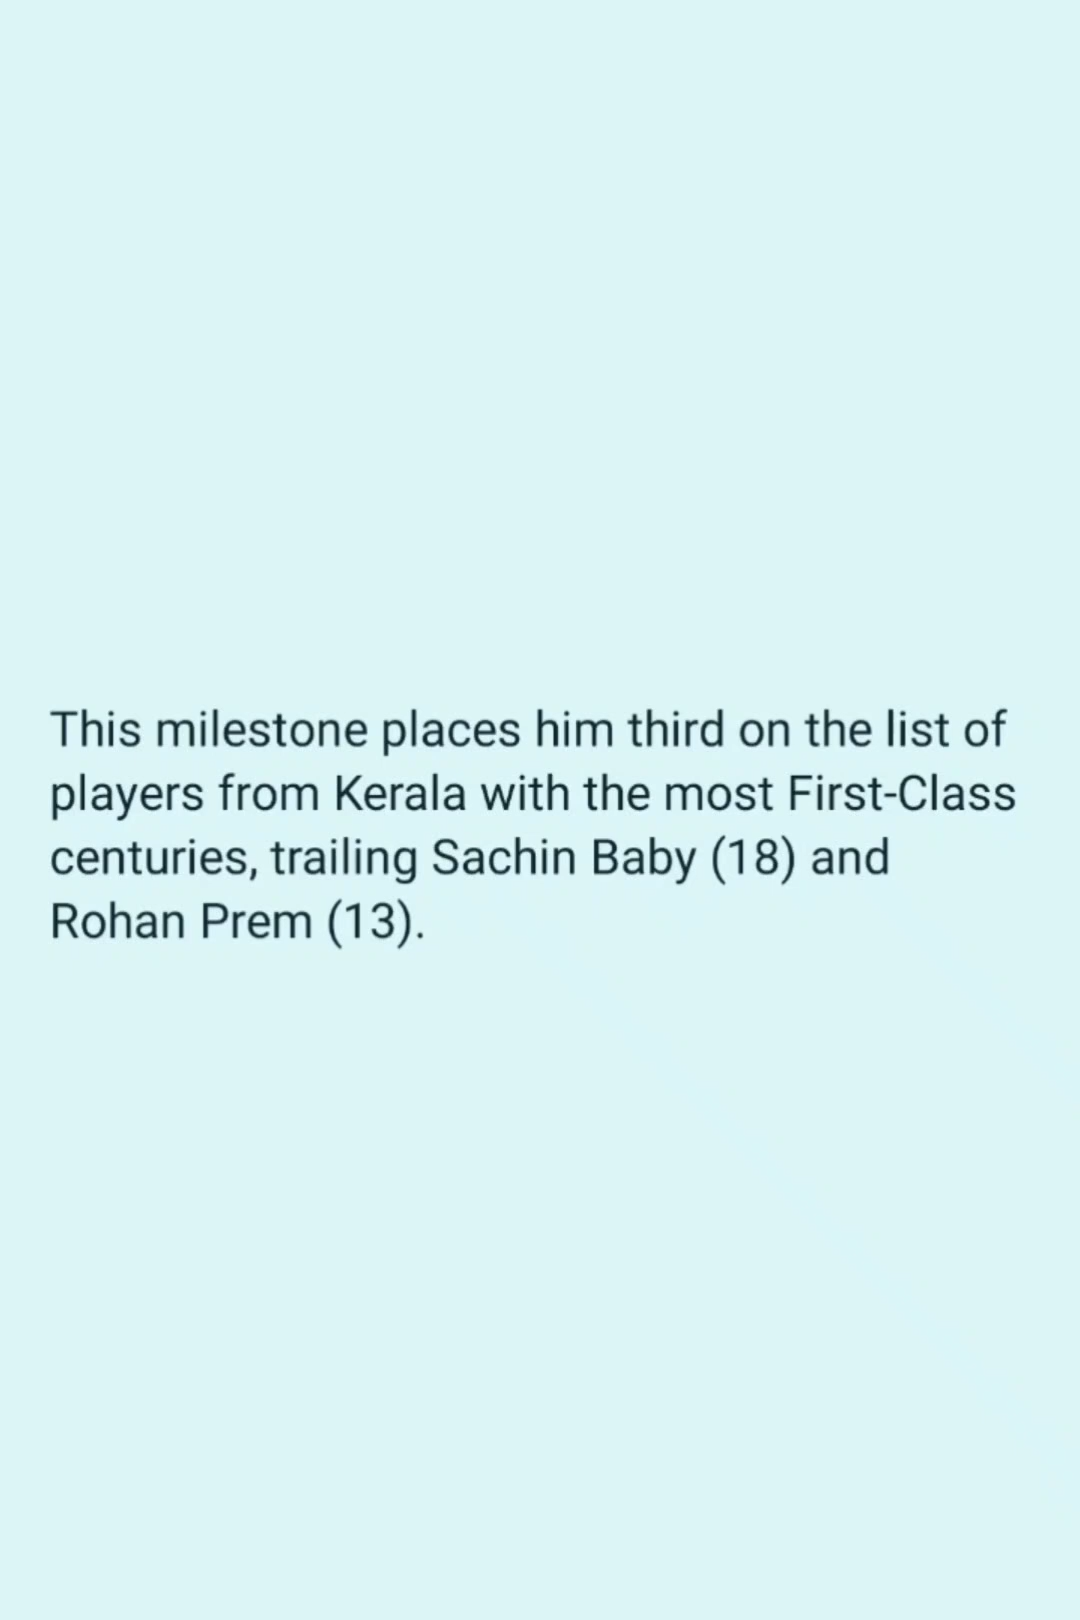 This milestone places him third on the list of
players from Kerala with the most First-Class
centuries, trailing Sachin Baby (18) and
Rohan Prem (13).